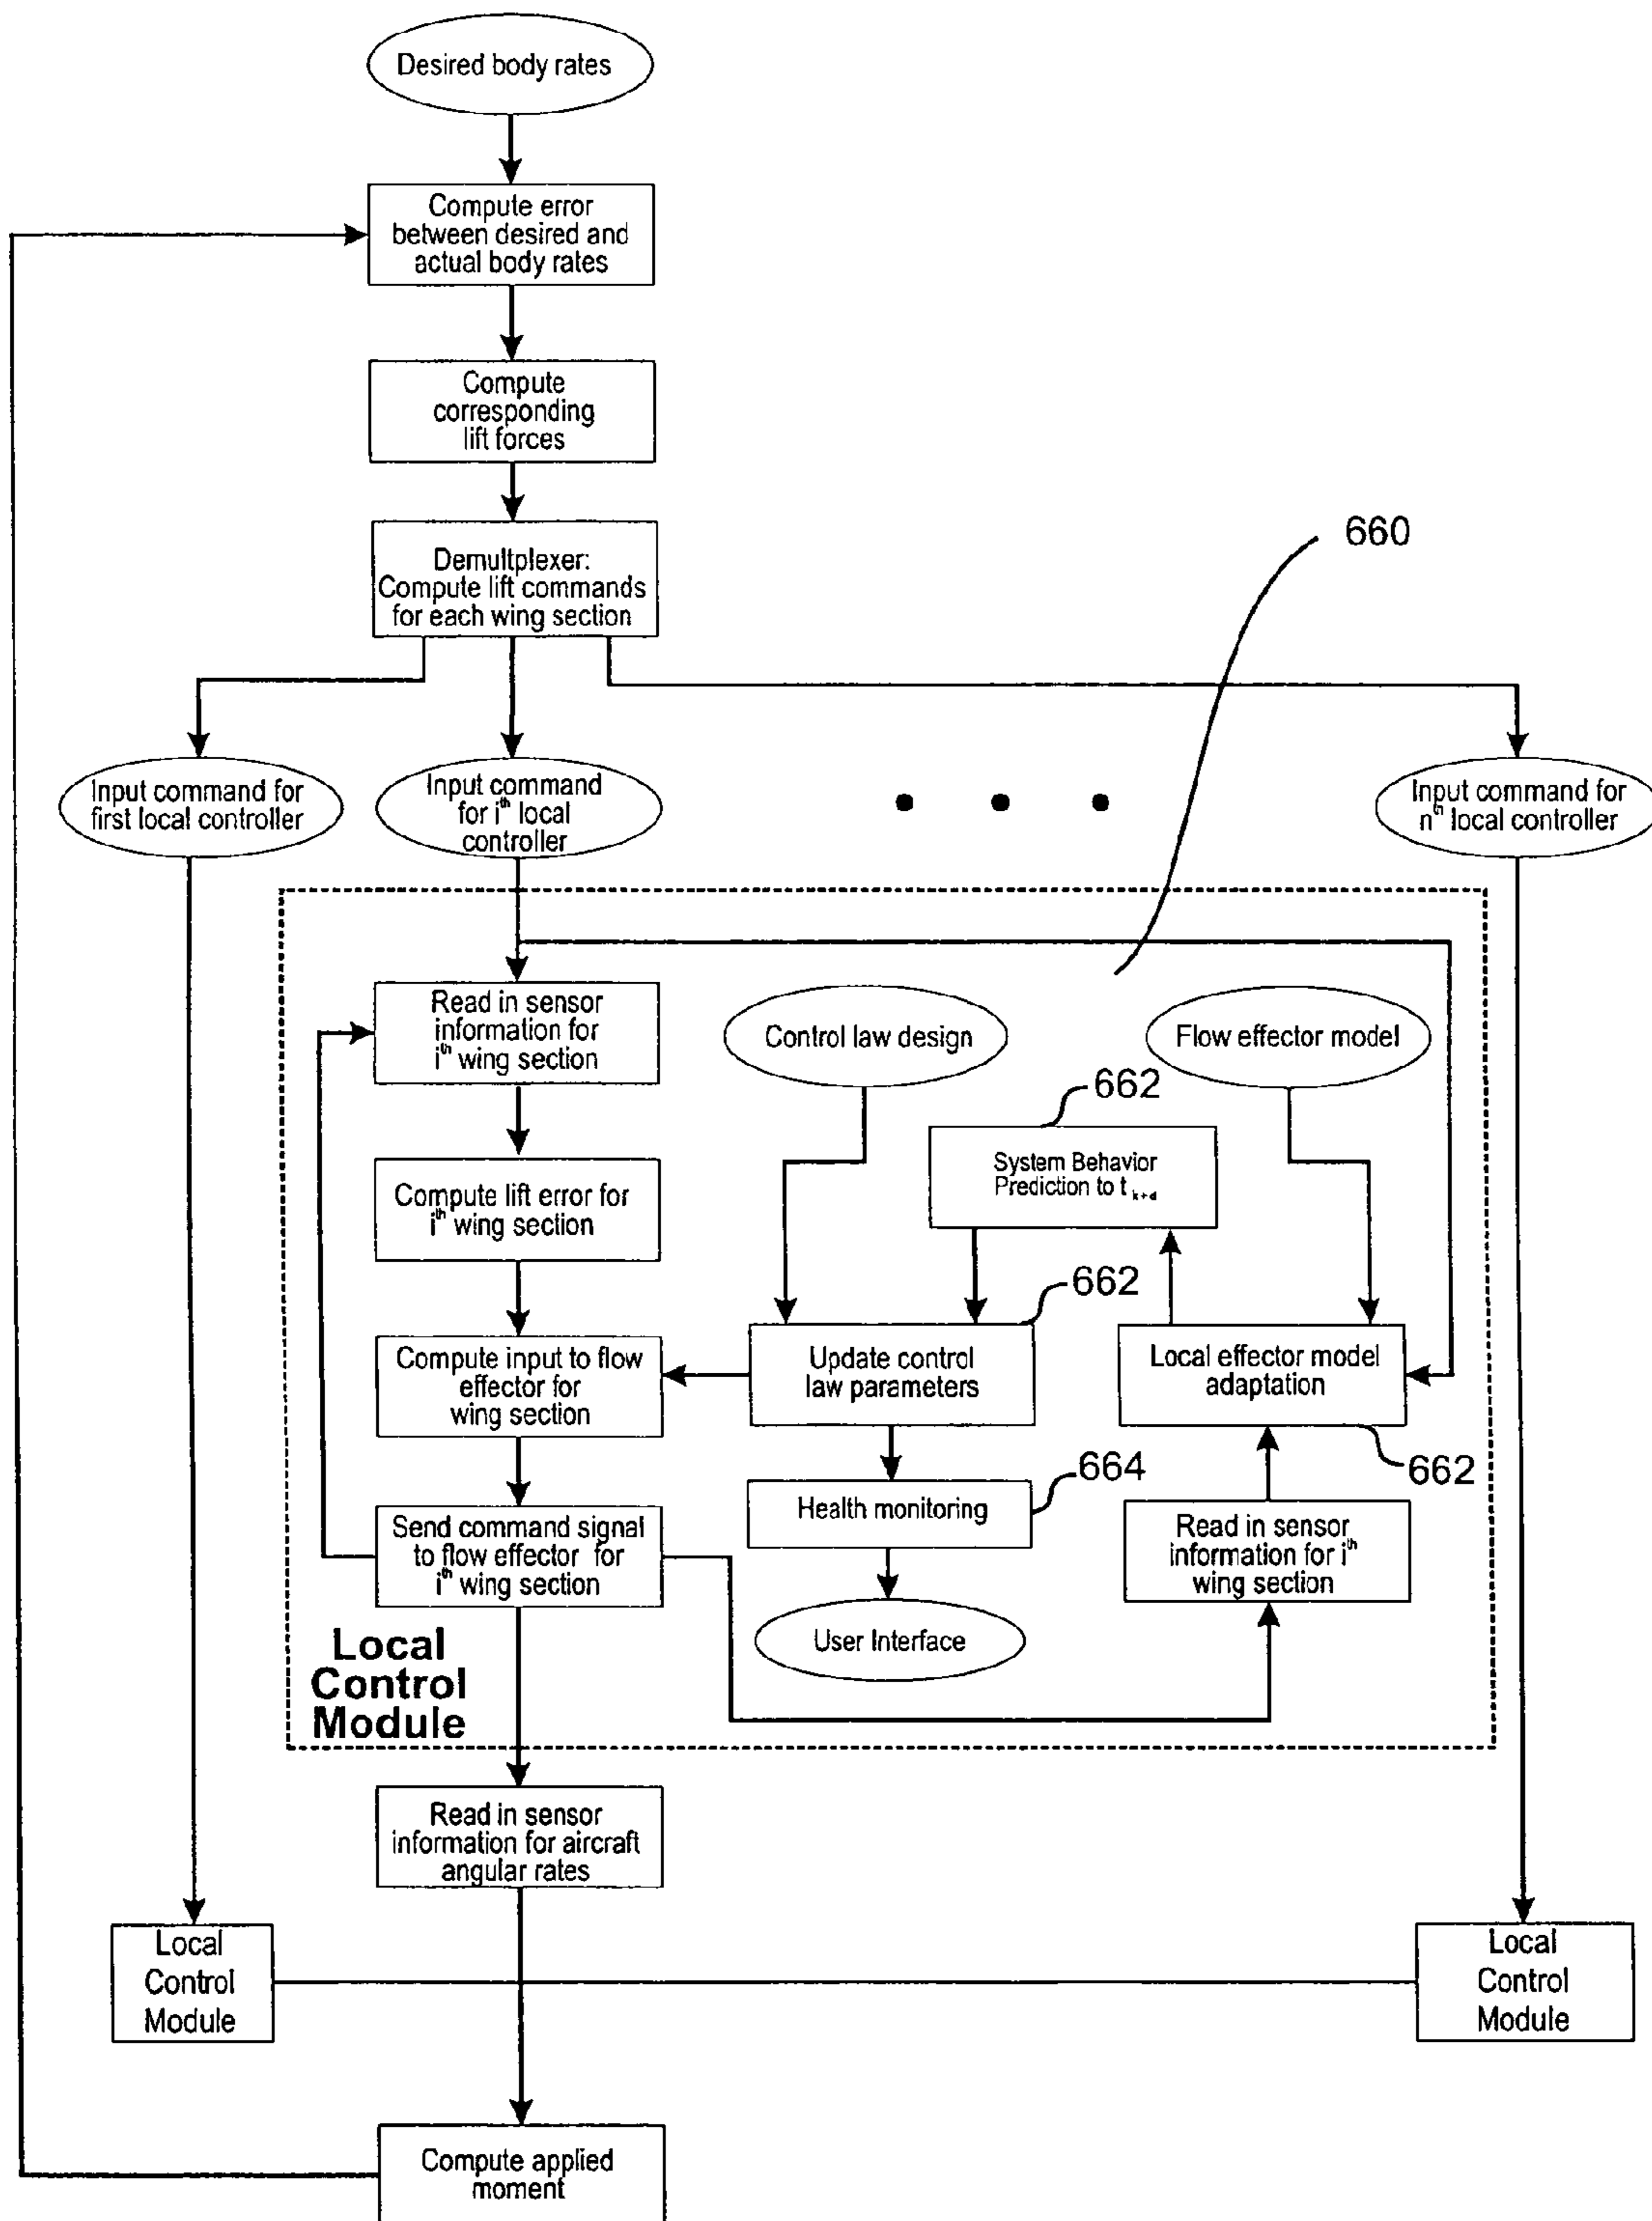 Desired body rates
Compute error
between desired and
actual body rates
Compute
corresponding
lift forces
Demultplexer:
Compute lift commands
for each wing section
660
Input command for
first local controller
Input command
for ith local
controller
Input command for
nth local controller
Read in sensor
information for
ith wing section
Control law design
Flow effector model
662
System Behavior
Prediction to t k+d
Compute lift error for
ith wing section
662
Compute input to flow
effector for
wing section
Update control
law parameters
Local effector model
adaptation
662
664
Health monitoring
Send command signal
to flow effector for
ith wing section
Read in sensor
information for ith
wing section
User Interface
Local
Control
Module
Read in sensor
information for aircraft
angular rates
Local
Control
Module
Local
Control
Module
Compute applied
moment